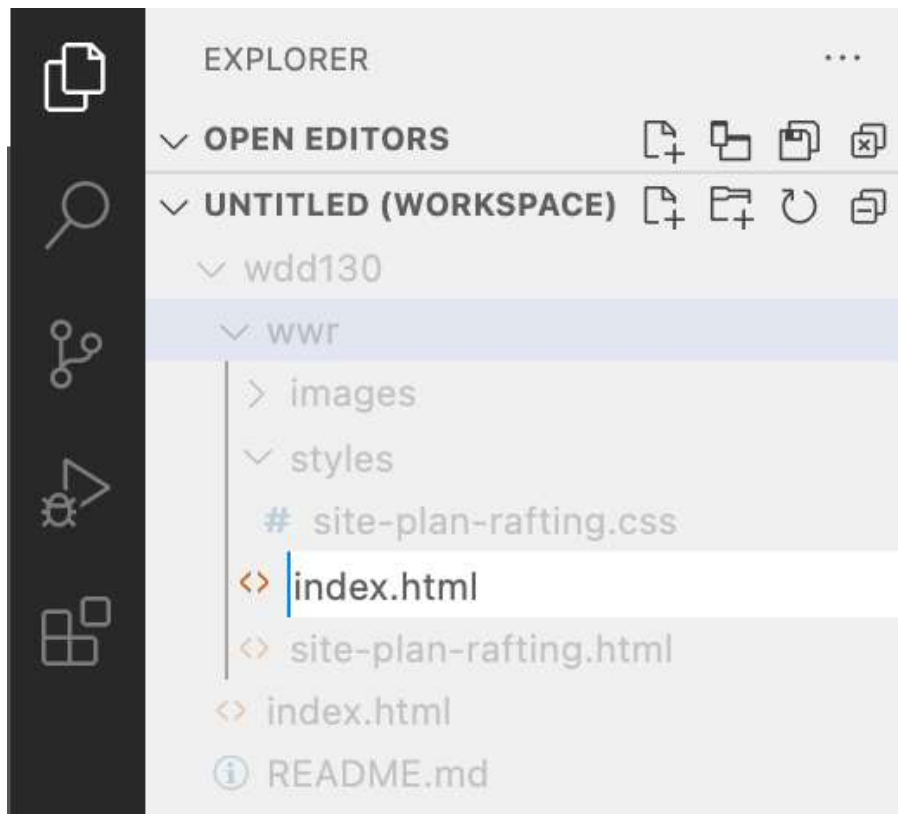 EXPLORER
OPEN EDITORS
UNTITLED (WORKSPACE)
wdd130
wwr
images
styles
# site-plan-rafting.css
<> index.html
<> site-plan-rafting.html
<> index.html
README.md